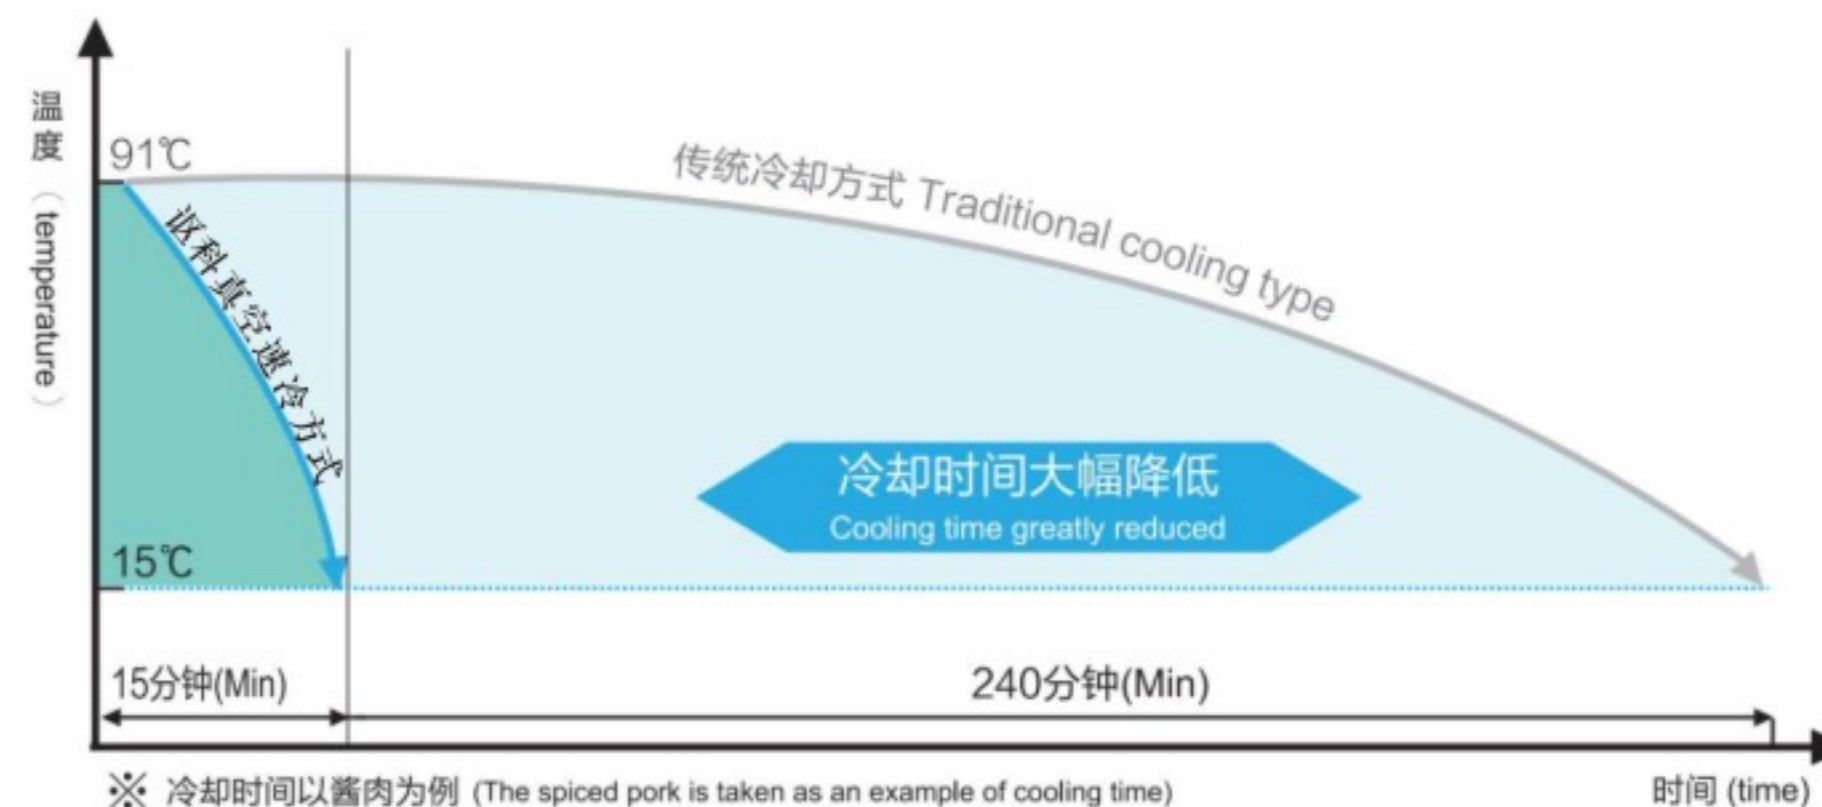 温度 (temperature)
91℃
传统冷却方式 Traditional cooling type
讴科真空速冷方式
冷却时间大幅降低
Cooling time greatly reduced
15℃
15分钟(Min)
240分钟(Min)
※ 冷却时间以酱肉为例 (The spiced pork is taken as an example of cooling time)
时间 (time)